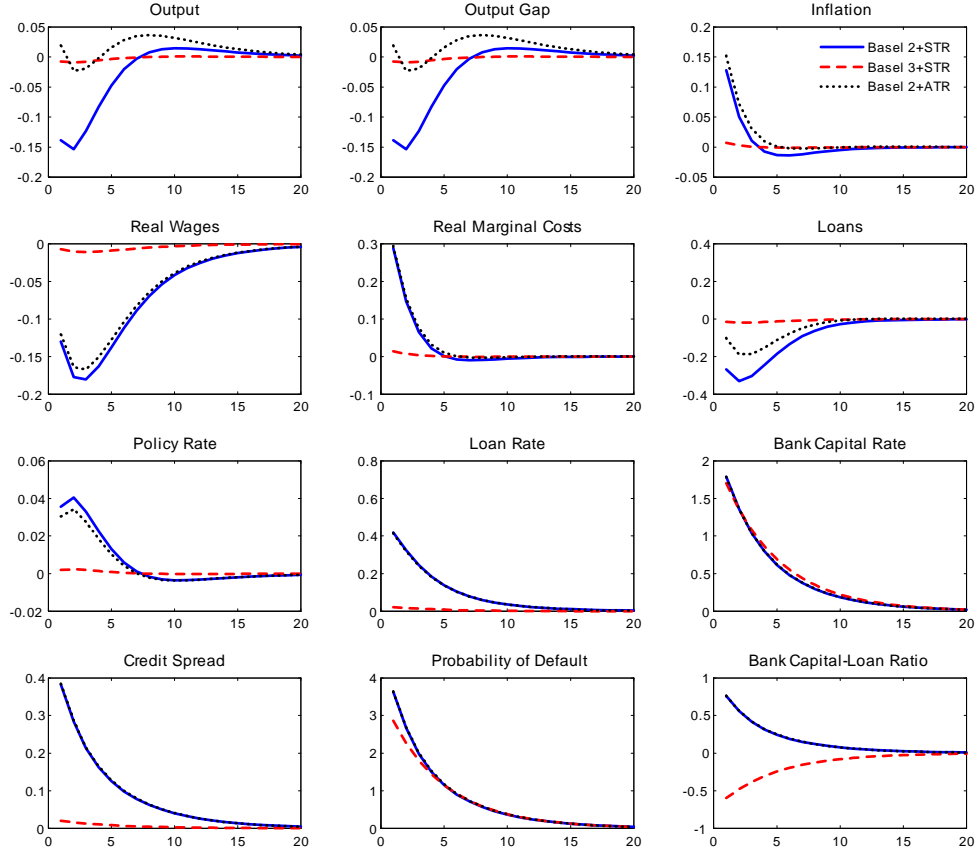 Output
0.05
0
-0.05
-0.1
-0.15
-0.2
0 5 10 15 20
Output Gap
0.05
0
-0.05
-0.1
-0.15
-0.2
0 5 10 15 20
Inflation
0.2
0.15
0.1
0.05
0
-0.05
0 5 10 15 20
Basel 2+STR
Basel 3+STR
Basel 2+ATR
Real Wages
0
-0.05
-0.1
-0.15
-0.2
0 5 10 15 20
Real Marginal Costs
0.3
0.2
0.1
0
-0.1
0 5 10 15 20
Loans
0.4
0.2
0
-0.2
-0.4
0 5 10 15 20
Policy Rate
0.06
0.04
0.02
0
-0.02
0 5 10 15 20
Loan Rate
0.8
0.6
0.4
0.2
0
0 5 10 15 20
Bank Capital Rate
2
1.5
1
0.5
0
0 5 10 15 20
Credit Spread
0.4
0.3
0.2
0.1
0
0 5 10 15 20
Probability of Default
4
3
2
1
0
0 5 10 15 20
Bank Capital-Loan Ratio
1
0.5
0
-0.5
-1
0 5 10 15 20